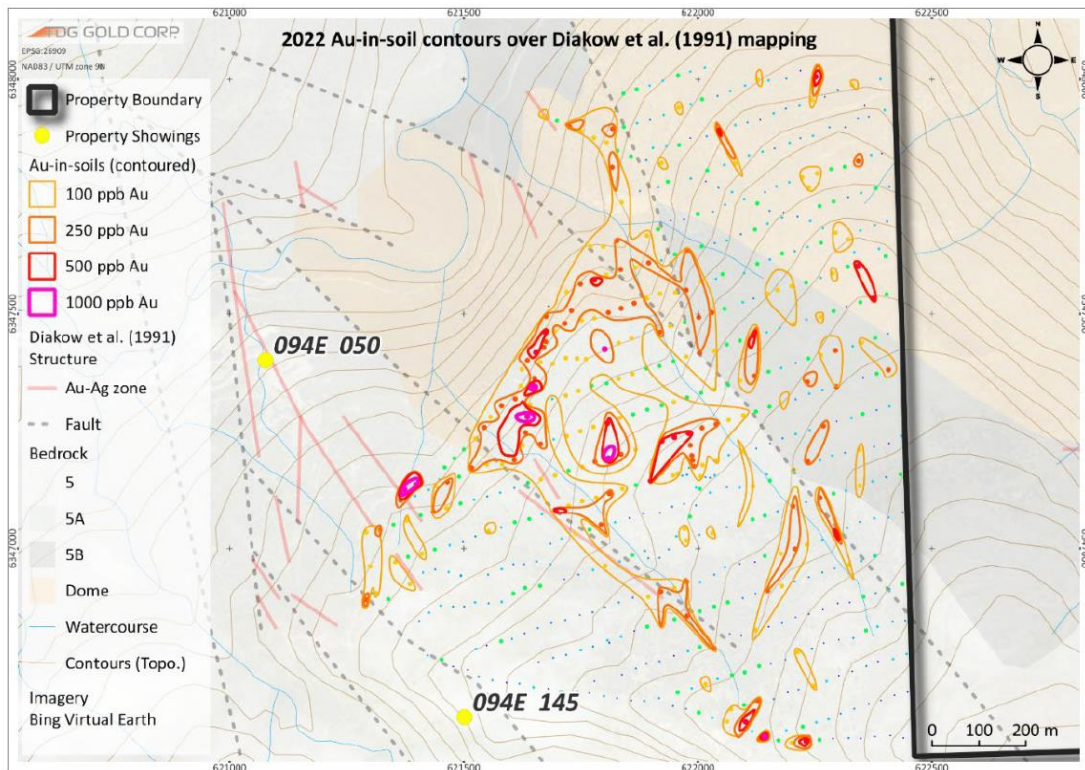 621000
621500
622000
622500
TDG GOLD CORP.
2022 Au-in-soil contours over Diakow et al. (1991) mapping
EPSG:26909
NAD83 / UTM zone 9N
N
W E
S
6348000
6348000
Property Boundary
Property Showings
Au-in-soils (contoured)
100 ppb Au
250 ppb Au
500 ppb Au
1000 ppb Au
6347500
6347500
Diakow et al. (1991)
Structure
094E 050
Au-Ag zone
Fault
Bedrock
5
5A
5B
6347000
6347000
Dome
Watercourse
Contours (Topo.)
Imagery
Bing Virtual Earth
094E 145
0 100 200 m
621000
621500
622000
622500